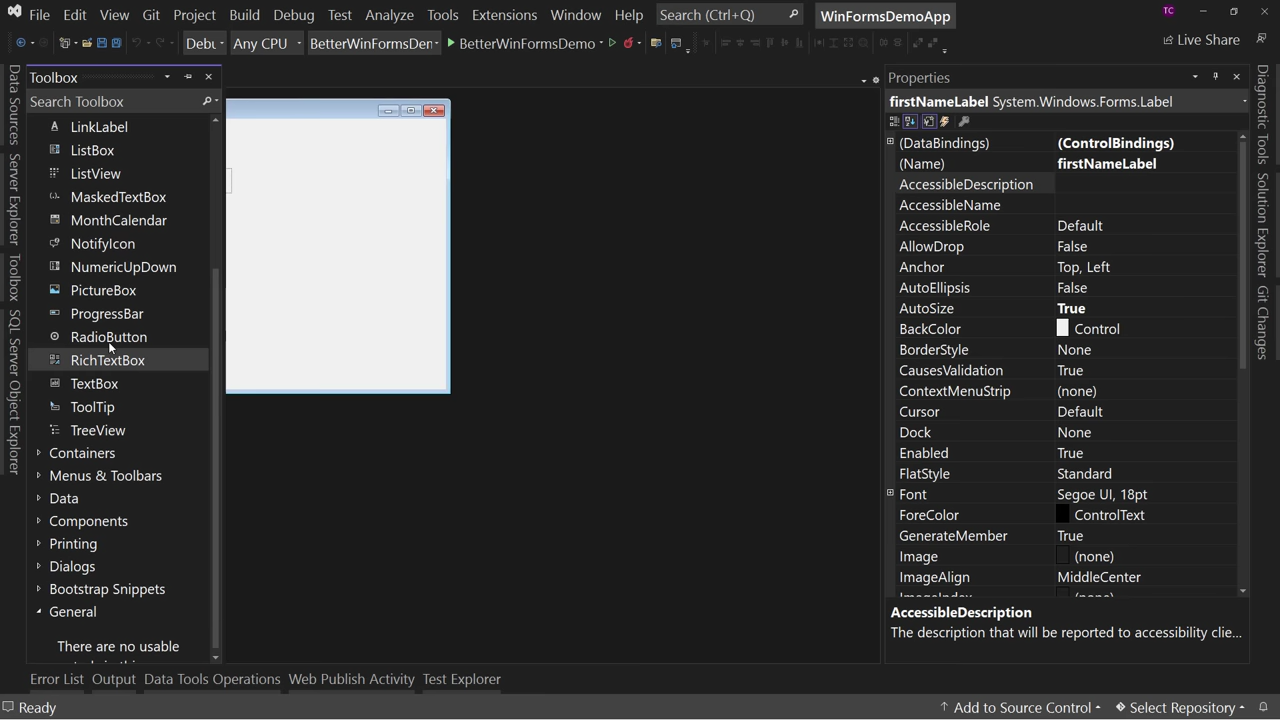 File Edit View Git Project Build Debug Test Analyze Tools Extensions Window Help Search (Ctrl+Q) WinFormsDemoApp TC
Debu Any CPU BetterWinFormsDen BetterWinFormsDemo Live Share
Toolbox
Search Toolbox
LinkLabel
ListBox
ListView
MaskedTextBox
MonthCalendar
NotifyIcon
NumericUpDown
PictureBox
ProgressBar
RadioButton
RichTextBox
TextBox
ToolTip
TreeView
Containers
Menus & Toolbars
Data
Components
Printing
Dialogs
Bootstrap Snippets
General
There are no usable
Data Sources
Server Explorer
Toolbox
SQL Server Object Explorer
Properties
firstNameLabel System.Windows.Forms.Label
(DataBindings) (ControlBindings)
(Name) firstNameLabel
AccessibleDescription
AccessibleName
AccessibleRole Default
AllowDrop False
Anchor Top, Left
AutoEllipsis False
AutoSize True
BackColor Control
BorderStyle None
CausesValidation True
ContextMenuStrip (none)
Cursor Default
Dock None
Enabled True
FlatStyle Standard
Font Segoe UI, 18pt
ForeColor ControlText
GenerateMember True
Image (none)
ImageAlign MiddleCenter
AccessibleDescription
The description that will be reported to accessibility clie...
Diagnostic Tools
Solution Explorer
Git Changes
Error List Output Data Tools Operations Web Publish Activity Test Explorer
Ready Add to Source Control Select Repository